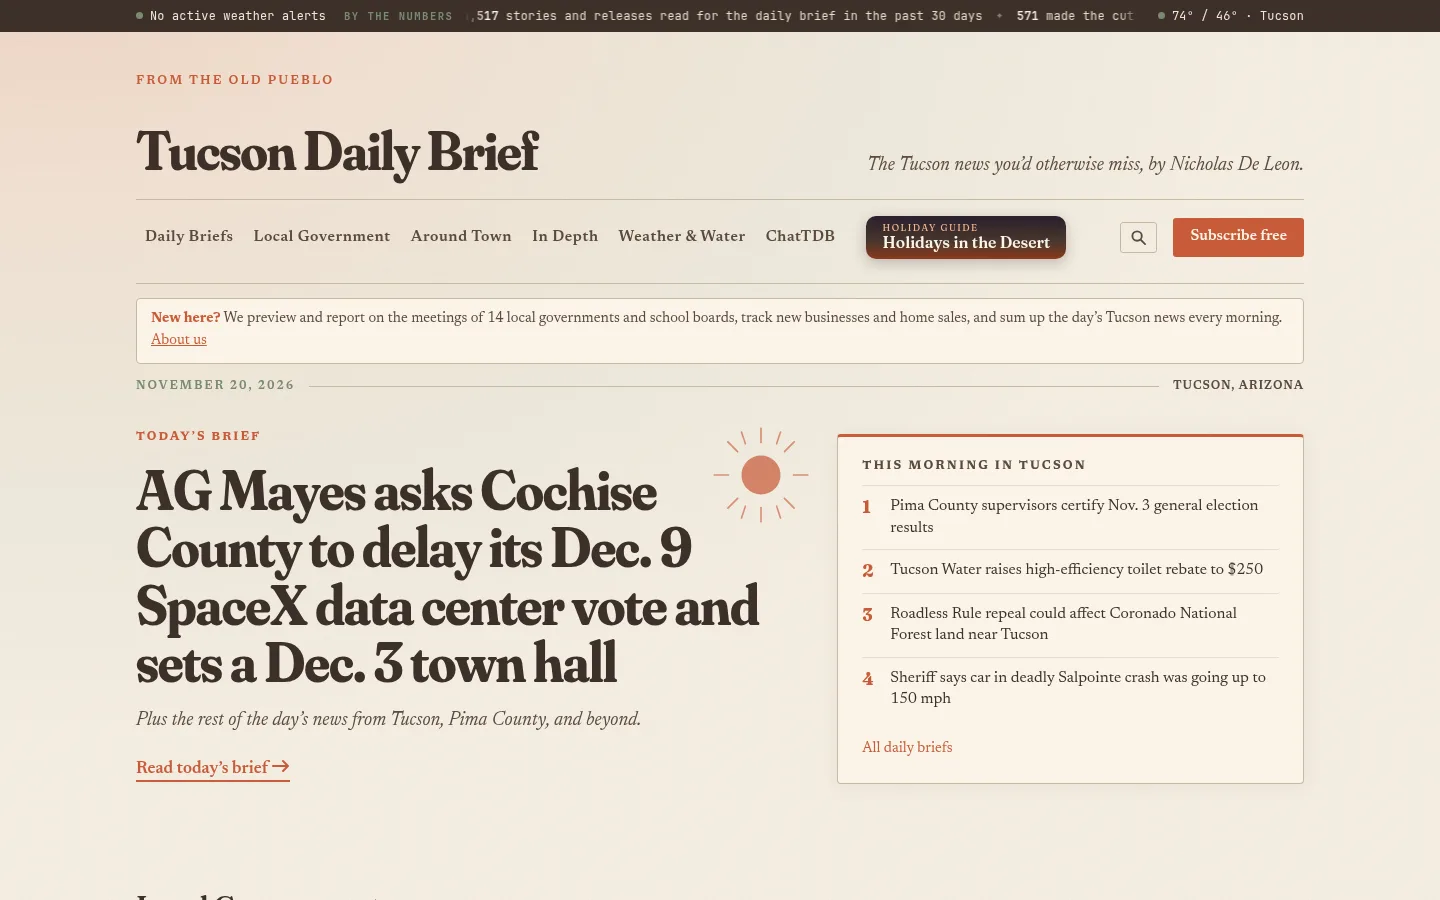 No active weather alerts BY THE NUMBERS ,517 stories and releases read for the daily brief in the past 30 days + 571 made the cut 74° / 46° · Tucson
FROM THE OLD PUEBLO
Tucson Daily Brief
The Tucson news you’d otherwise miss, by Nicholas De Leon.
Daily Briefs Local Government Around Town In Depth Weather & Water ChatTDB
HOLIDAY GUIDE
Holidays in the Desert
Subscribe free
New here? We preview and report on the meetings of 14 local governments and school boards, track new businesses and home sales, and sum up the day’s Tucson news every morning.
About us
NOVEMBER 20, 2026 TUCSON, ARIZONA
TODAY’S BRIEF
AG Mayes asks Cochise
County to delay its Dec. 9
SpaceX data center vote and
sets a Dec. 3 town hall
Plus the rest of the day’s news from Tucson, Pima County, and beyond.
Read today’s brief →
THIS MORNING IN TUCSON
1 Pima County supervisors certify Nov. 3 general election
results
2 Tucson Water raises high-efficiency toilet rebate to $250
3 Roadless Rule repeal could affect Coronado National
Forest land near Tucson
4 Sheriff says car in deadly Salpointe crash was going up to
150 mph
All daily briefs